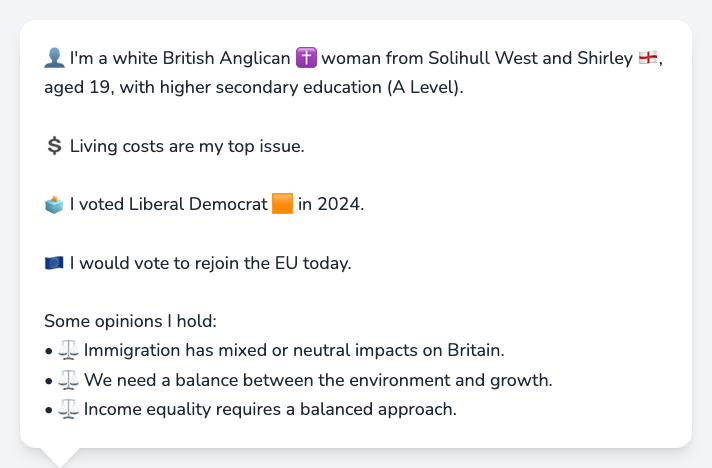 👤 I'm a white British Anglican ✝️ woman from Solihull West and Shirley 🏴󠁧󠁢󠁥󠁮󠁧󠁿,
aged 19, with higher secondary education (A Level).
💲 Living costs are my top issue.
🗳️ I voted Liberal Democrat 🟧 in 2024.
🇪🇺 I would vote to rejoin the EU today.
Some opinions I hold:
• ⚖️ Immigration has mixed or neutral impacts on Britain.
• ⚖️ We need a balance between the environment and growth.
• ⚖️ Income equality requires a balanced approach.